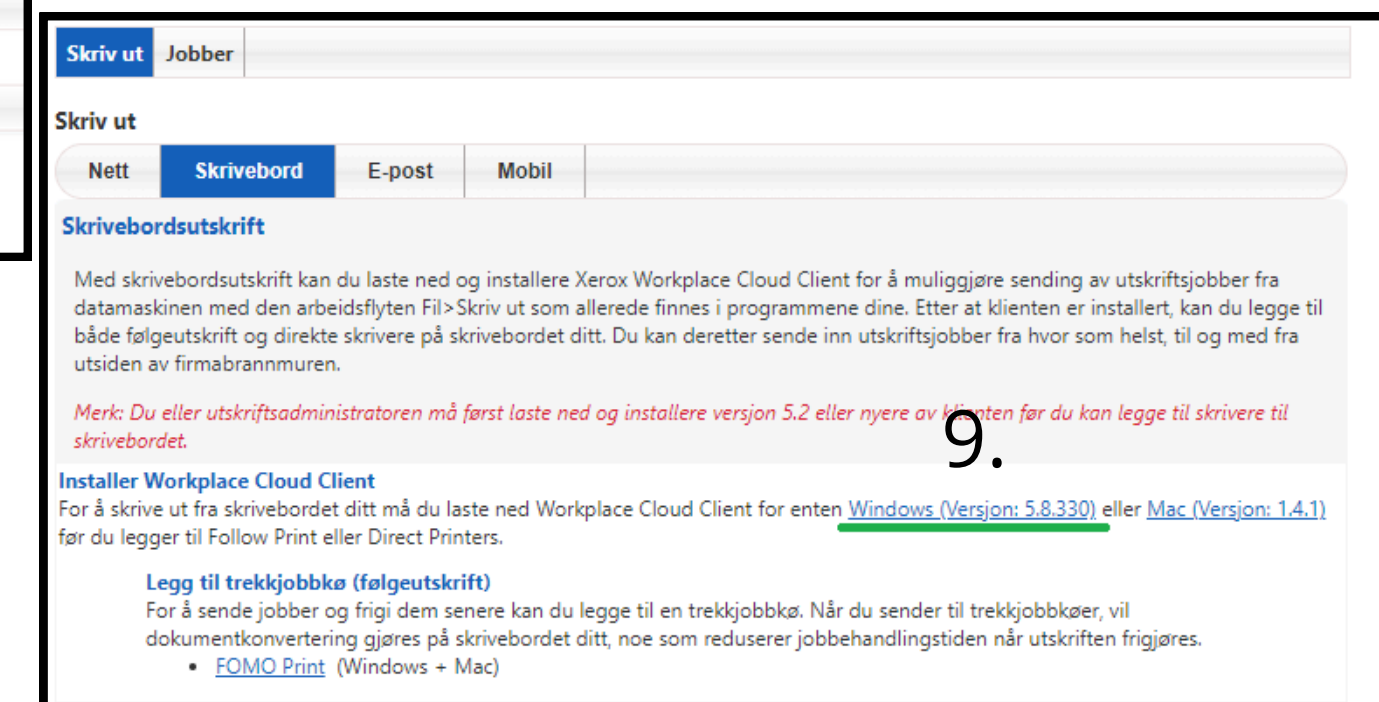 Skriv ut Jobber
Skriv ut
Nett Skrivebord E-post Mobil
Skrivebordsutskrift
Med skrivebordsutskrift kan du laste ned og installere Xerox Workplace Cloud Client for å muliggjøre sending av utskriftsjobber fra
datamaskinen med den arbeidsflyten Fil>Skriv ut som allerede finnes i programmene dine. Etter at klienten er installert, kan du legge til
både følgeutskrift og direkte skrivere på skrivebordet ditt. Du kan deretter sende inn utskriftsjobber fra hvor som helst, til og med fra
utsiden av firmabrannmuren.
Merk: Du eller utskriftsadministratoren må først laste ned og installere versjon 5.2 eller nyere av klienten før du kan legge til skrivere til
skrivebordet.
9.
Installer Workplace Cloud Client
For å skrive ut fra skrivebordet ditt må du laste ned Workplace Cloud Client for enten Windows (Versjon: 5.8.330) eller Mac (Versjon: 1.4.1)
før du legger til Follow Print eller Direct Printers.
Legg til trekkjobbkø (følgeutskrift)
For å sende jobber og frigi dem senere kan du legge til en trekkjobbkø. Når du sender til trekkjobbkøer, vil
dokumentkonvertering gjøres på skrivebordet ditt, noe som reduserer jobbehandlingstiden når utskriften frigjøres.
• FOMO Print (Windows + Mac)